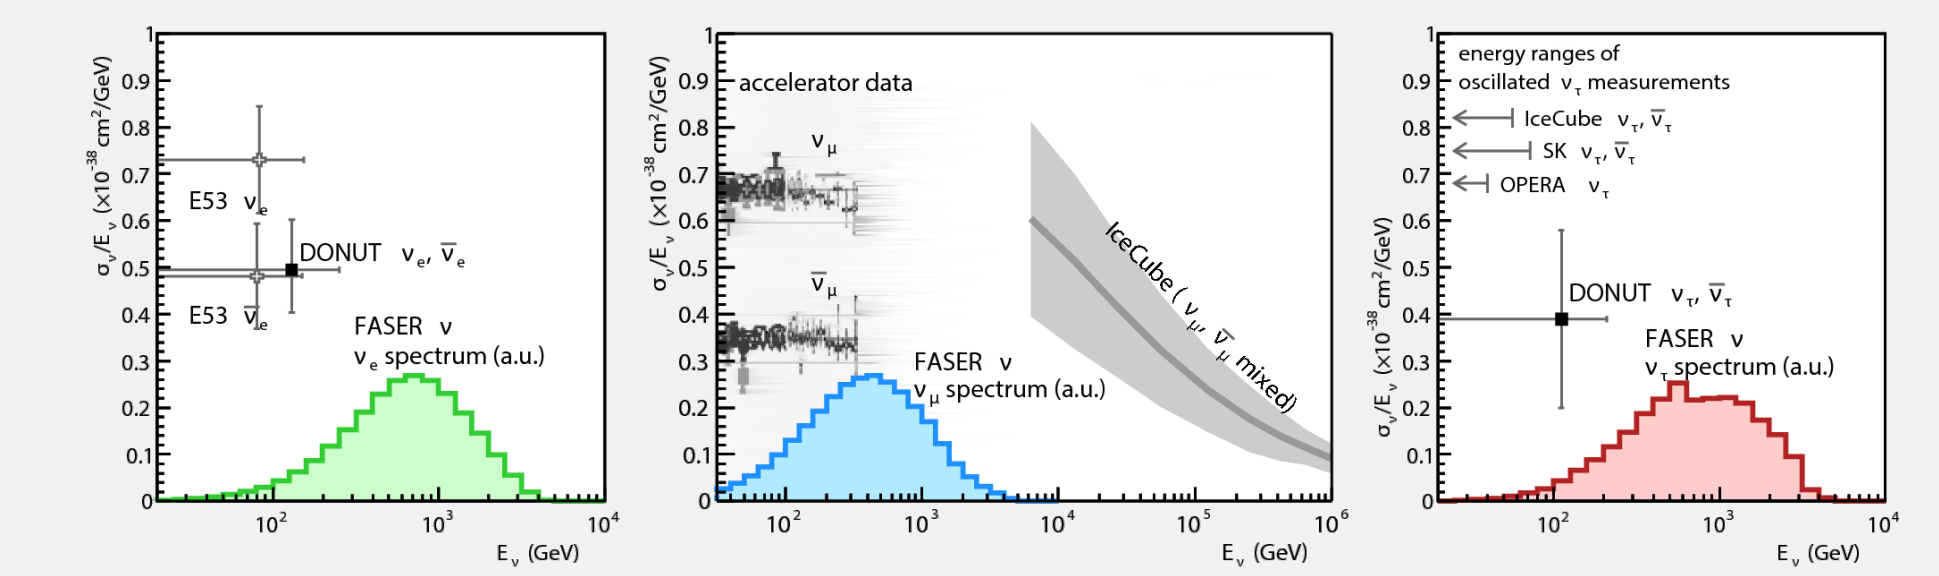 1
0.9
0.8
0.7
0.6
0.5
0.4
0.3
0.2
0.1
0
σν/Eν (×10⁻³⁸ cm²/GeV)
E53 νe
DONUT νe, ν̅e
E53 ν̅e
FASER ν
νe spectrum (a.u.)
10² 10³ 10⁴
Eν (GeV)
1
0.9
0.8
0.7
0.6
0.5
0.4
0.3
0.2
0.1
0
σν/Eν (×10⁻³⁸ cm²/GeV)
accelerator data
νμ
ν̅μ
IceCube ( νμ, ν̅μ mixed)
FASER ν
νμ spectrum (a.u.)
10² 10³ 10⁴ 10⁵ 10⁶
Eν (GeV)
1
0.9
0.8
0.7
0.6
0.5
0.4
0.3
0.2
0.1
0
σν/Eν (×10⁻³⁸ cm²/GeV)
energy ranges of
oscillated ντ measurements
IceCube ντ, ν̅τ
SK ντ, ν̅τ
OPERA ντ
DONUT ντ, ν̅τ
FASER ν
ντ spectrum (a.u.)
10² 10³ 10⁴
Eν (GeV)